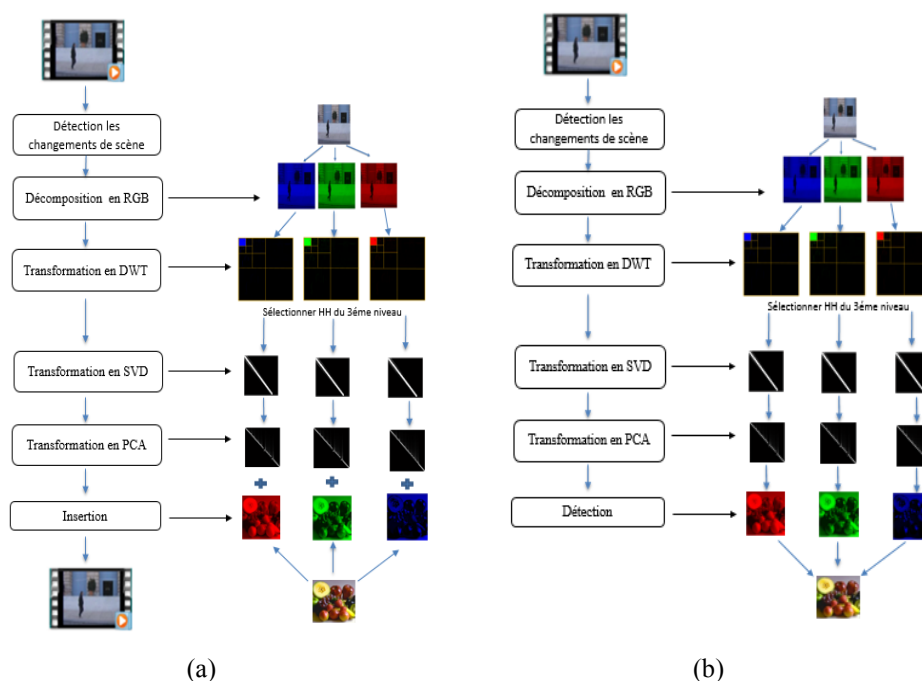 Détection les
changements de scène
Décomposition en RGB
Transformation en DWT
Sélectionner HH du 3éme niveau
Transformation en SVD
Transformation en PCA
Insertion
(a)
Détection les
changements de scène
Décomposition en RGB
Transformation en DWT
Sélectionner HH du 3éme niveau
Transformation en SVD
Transformation en PCA
Détection
(b)